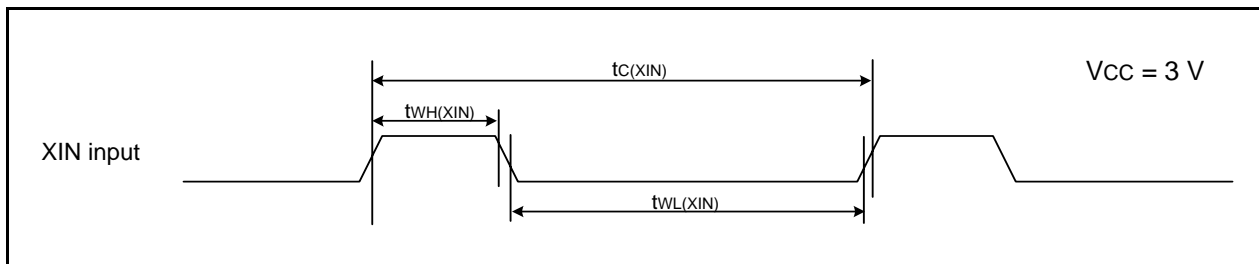 tC(XIN)
VCC = 3 V
tWH(XIN)
XIN input
tWL(XIN)